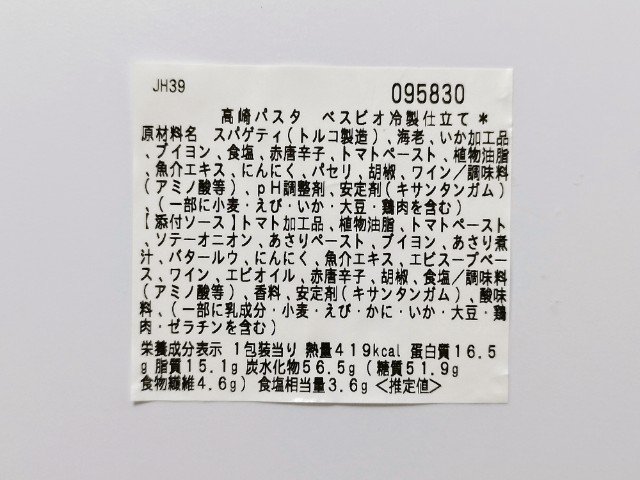 JH39
095830
高崎パスタ ベスビオ冷製仕立て*
原材料名 スパゲティ(トルコ製造)、海老、いか加工品
、ブイヨン、食塩、赤唐辛子、トマトペースト、植物油脂
、魚介エキス、にんにく、パセリ、胡椒、ワイン/調味料
(アミノ酸等)、pH調整剤、安定剤(キサンタンガム)
、(一部に小麦・えび・いか・大豆・鶏肉を含む)
【添付ソース】トマト加工品、植物油脂、トマトペースト
、ソテーオニオン、あさりペースト、ブイヨン、あさり煮
汁、バタールウ、にんにく、魚介エキス、エビスープベー
ス、ワイン、エビオイル、赤唐辛子、胡椒、食塩/調味料
(アミノ酸等)、香料、安定剤(キサンタンガム)、酸味
料、(一部に乳成分・小麦・えび・かに・いか・大豆・鶏
肉・ゼラチンを含む)
栄養成分表示 1包装当り 熱量419kcal 蛋白質16.5
g 脂質15.1g 炭水化物56.5g(糖質51.9g
食物繊維4.6g) 食塩相当量3.6g<推定値>